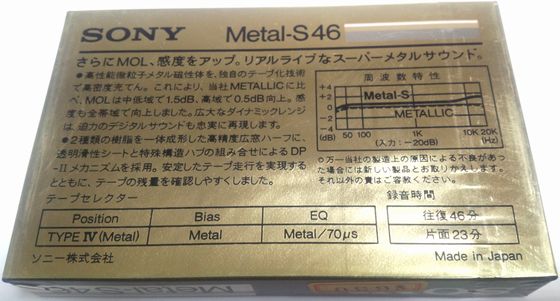 SONY Metal-S46
さらにMOL、感度をアップ。リアルライブなスーパーメタルサウンド。
●高性能微粒子メタル磁性体を、独自のテープ化技術
で高密度充てん。これにより、当社METALLICに比
べ、MOLは中低域で1.5dB、高域で0.5dB向上。感
度も全帯域で向上しました。広大なダイナミックレンジ
は、迫力のデジタルサウンドも忠実に再現します。
●2種類の樹脂を一体成形した高精度広窓ハーフに、
透明滑性シートと特殊構造ハブの組み合せによるDP
-IIメカニズムを採用。安定したテープ走行を実現する
とともに、テープの残量を確認しやすくしました。
周波数特性
+4
+2
0
-2
-4
(dB)
Metal-S
METALLIC
50 100 1K 10K 20K
(入力:-20dB) (Hz)
○万一当社の製造上の原因による不良があっ
た場合には新しい製品とお取りかえします。
それ以外の責はご容赦ください。
テープセレクター
Position Bias EQ
TYPE IV (Metal) Metal Metal/70μs
録音時間
往復46分
片面23分
ソニー株式会社
Made in Japan